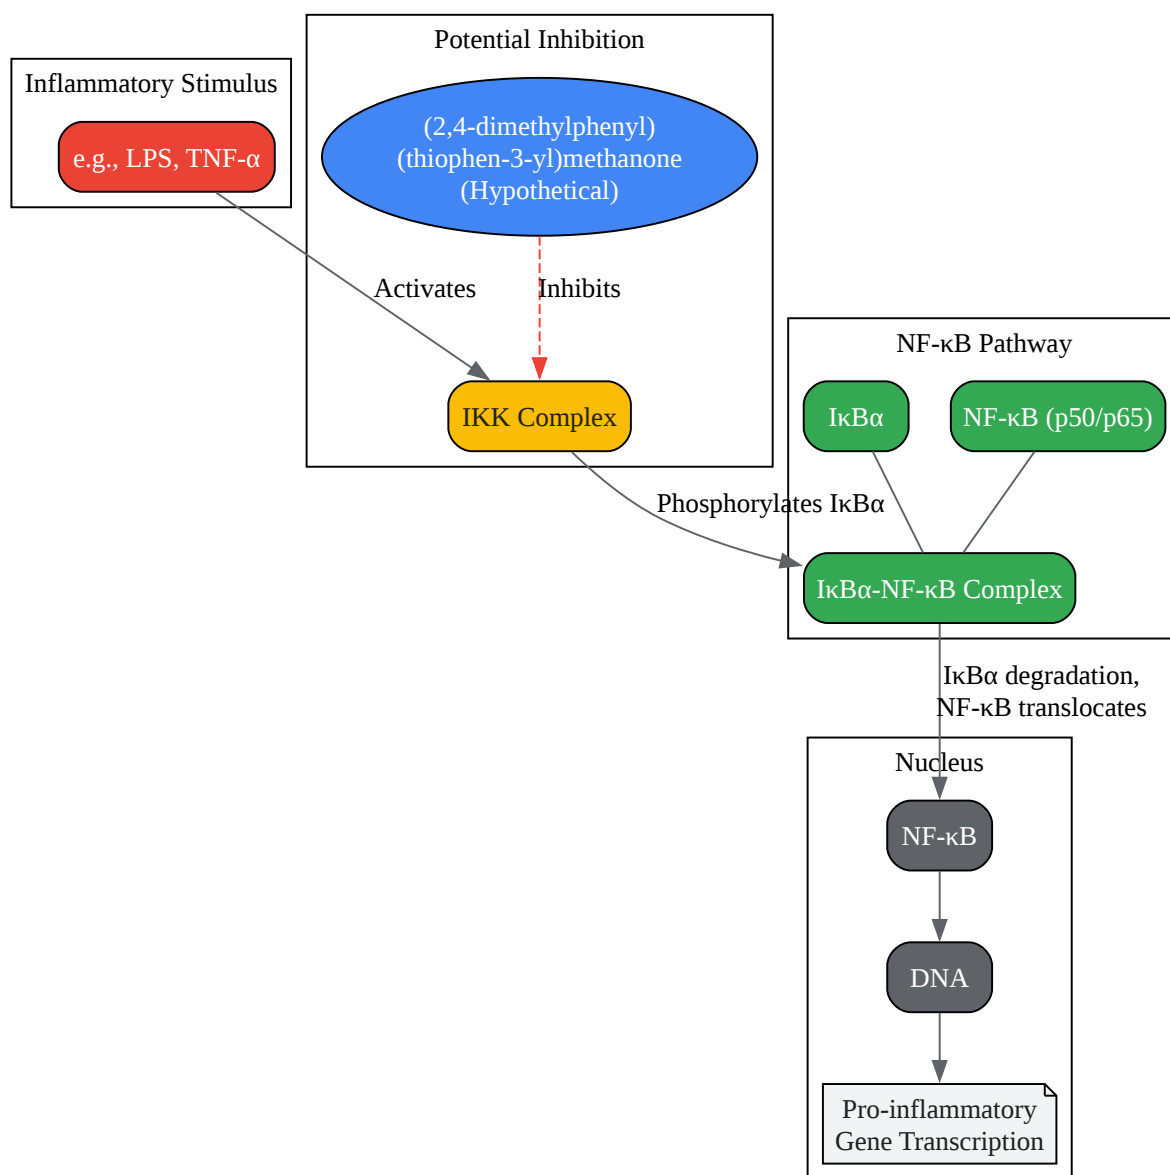 Potential Inhibition
Inflammatory Stimulus
(2,4-dimethylphenyl)
(thiophen-3-yl)methanone
(Hypothetical)
e.g., LPS, TNF-α
Activates
Inhibits
NF-κB Pathway
IKK Complex
IκBα
NF-κB (p50/p65)
Phosphorylates IκBα
IκBα-NF-κB Complex
IκBα degradation,
NF-κB translocates
Nucleus
NF-κB
DNA
Pro-inflammatory
Gene Transcription